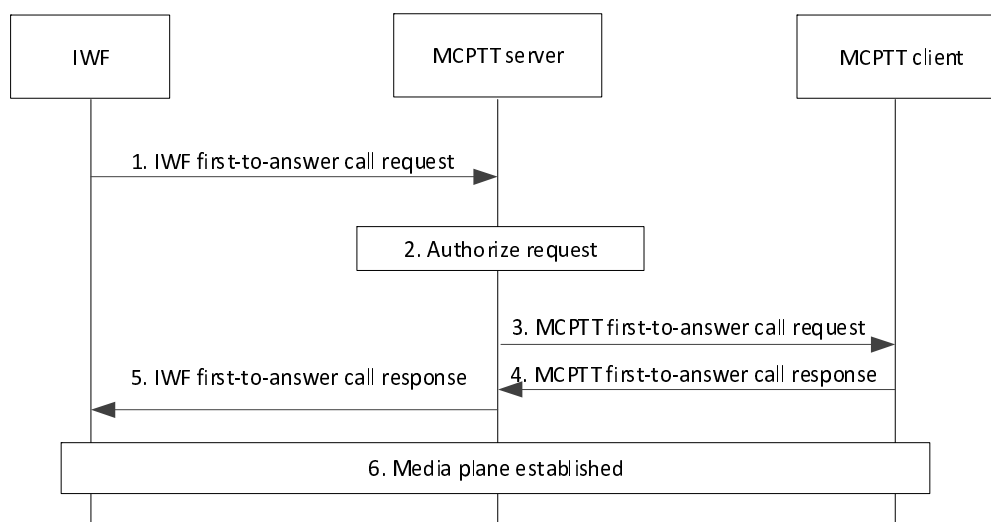 IWF
MCPTT server
MCPTT client
1. IWF first-to-answer call request
2. Authorize request
3. MCPTT first-to-answer call request
4. MCPTT first-to-answer call response
5. IWF first-to-answer call response
6. Media plane established